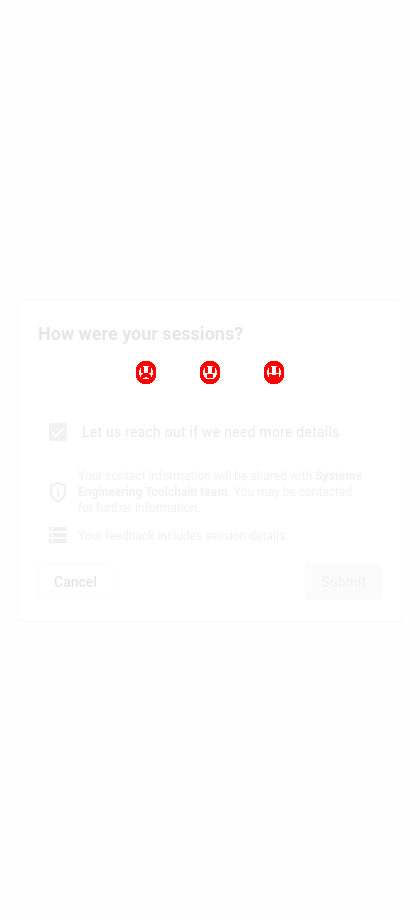 How were your sessions?
Let us reach out if we need more details
Your contact information will be shared with Systems
Engineering Toolchain team. You may be contacted
for further information.
Your feedback includes session details.
Cancel
Submit